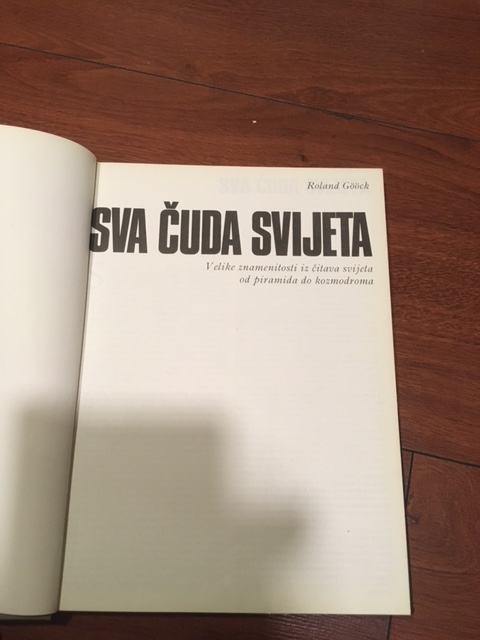 Roland Gööck
SVA ČUDA SVIJETA
Velike znamenitosti iz čitava svijeta
od piramida do kozmodroma